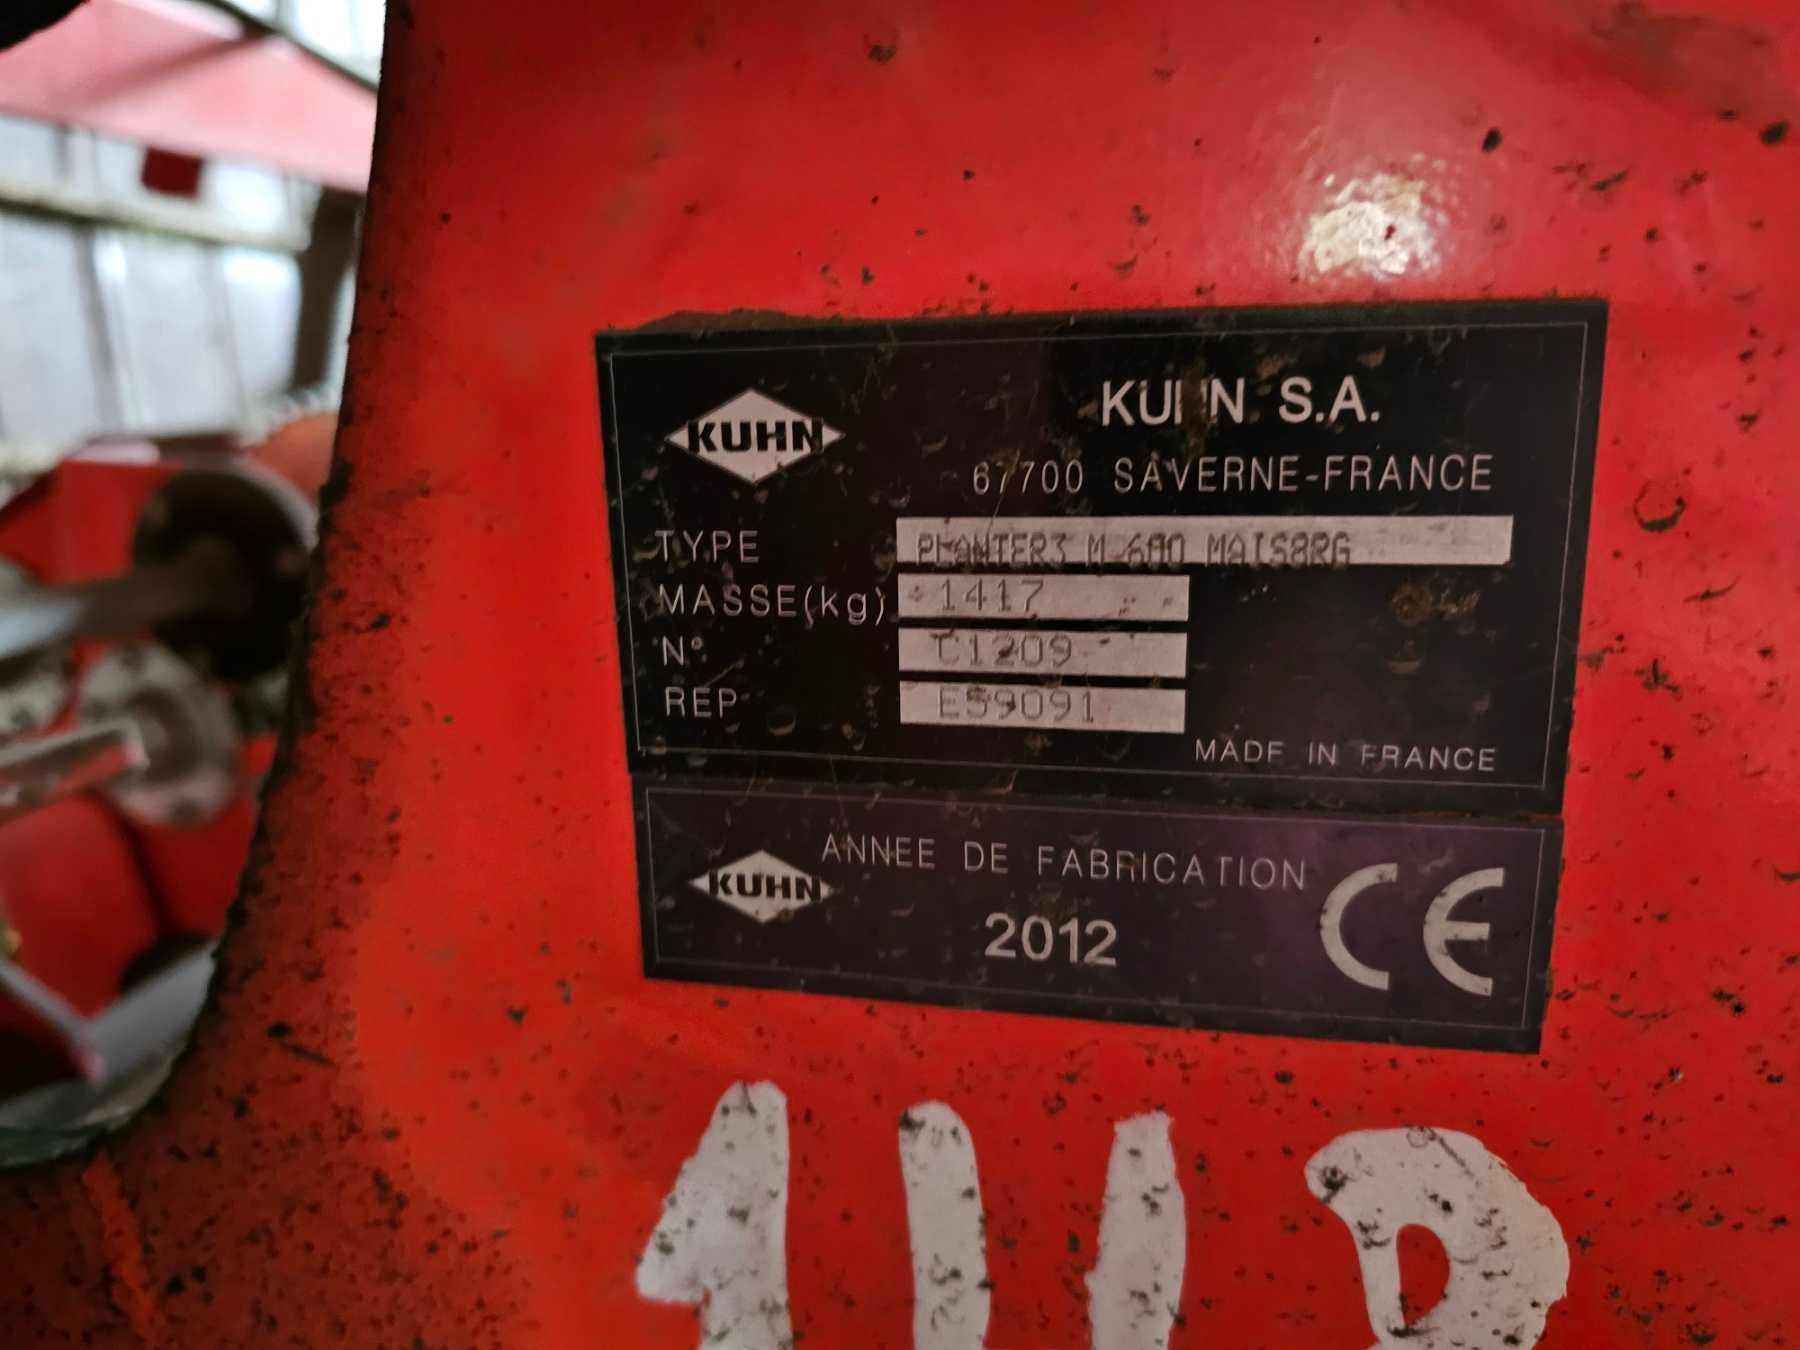 KUHN
KUHN S.A.
67700 SAVERNE-FRANCE
TYPE PLANTER3 M 600 MAIS8RG
MASSE(kg) 1417
N° C1209
REP E59091
MADE IN FRANCE
KUHN
ANNEE DE FABRICATION
2012
CE